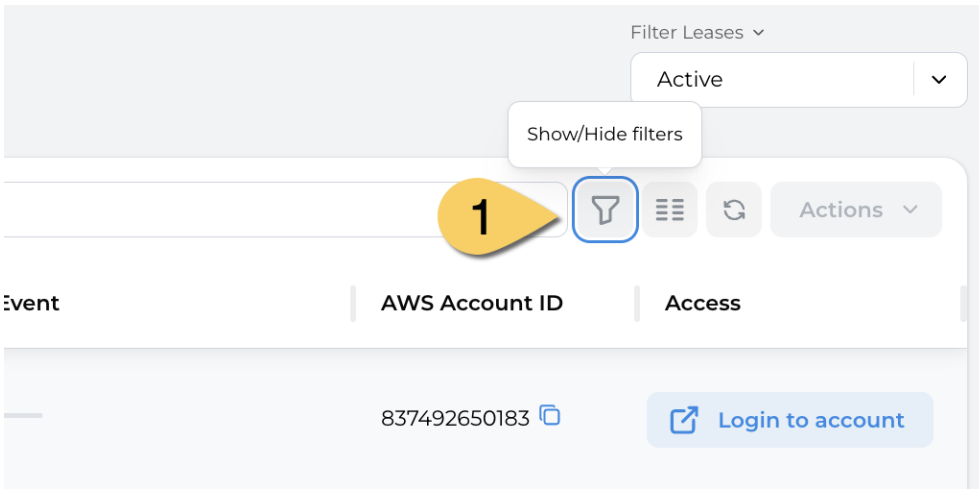 Filter Leases
Active
Show/Hide filters
1
Actions
Event
AWS Account ID
Access
837492650183
Login to account